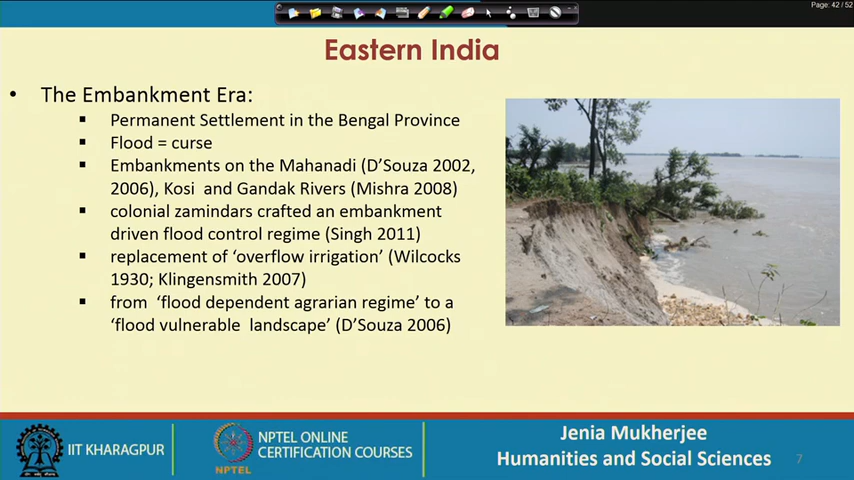 Page: 42 / 52
Eastern India
• The Embankment Era:
▪ Permanent Settlement in the Bengal Province
▪ Flood = curse
▪ Embankments on the Mahanadi (D’Souza 2002,
2006), Kosi and Gandak Rivers (Mishra 2008)
▪ colonial zamindars crafted an embankment
driven flood control regime (Singh 2011)
▪ replacement of ‘overflow irrigation’ (Wilcocks
1930; Klingensmith 2007)
▪ from ‘flood dependent agrarian regime’ to a
‘flood vulnerable landscape’ (D’Souza 2006)
IIT KHARAGPUR
NPTEL
NPTEL ONLINE
CERTIFICATION COURSES
Jenia Mukherjee
Humanities and Social Sciences
7